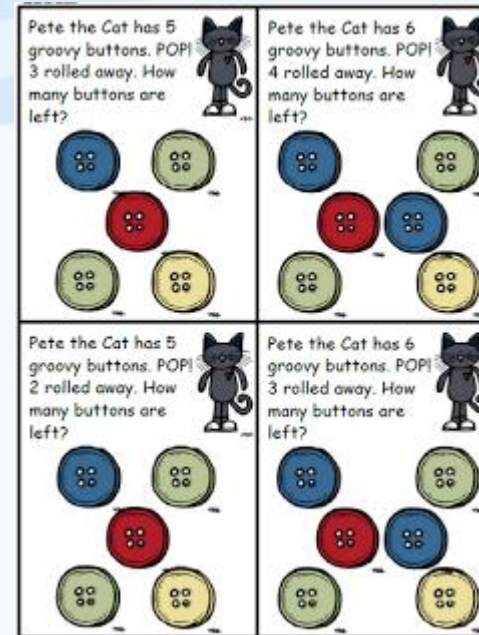 Pete the Cat has 5
groovy buttons. POP!
3 rolled away. How
many buttons are
left?
Pete the Cat has 6
groovy buttons. POP!
4 rolled away. How
many buttons are
left?
Pete the Cat has 5
groovy buttons. POP!
2 rolled away. How
many buttons are
left?
Pete the Cat has 6
groovy buttons. POP!
3 rolled away. How
many buttons are
left?